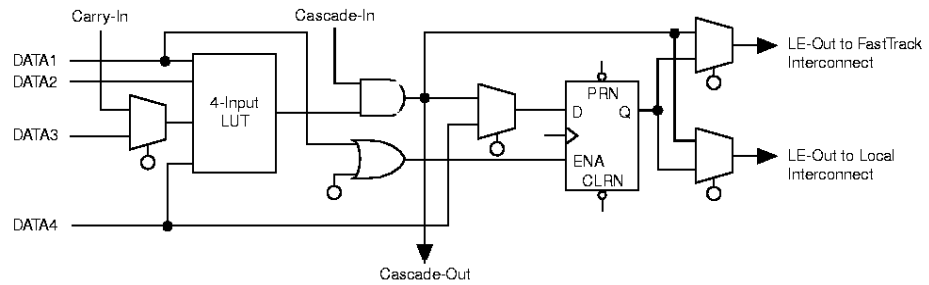 Carry-In
Cascade-In
DATA1
DATA2
DATA3
DATA4
4-Input
LUT
PRN
D
Q
ENA
CLRN
LE-Out to FastTrack
Interconnect
LE-Out to Local
Interconnect
Cascade-Out